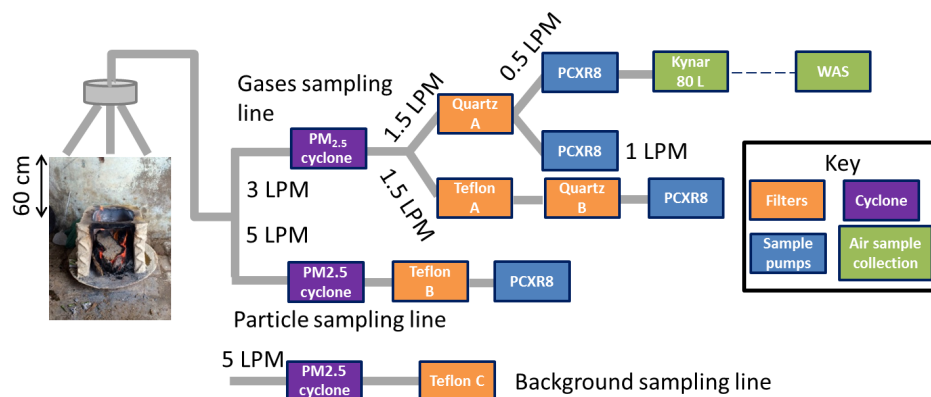 60 cm
Gases sampling
line
3 LPM
5 LPM
PM2.5
cyclone
1.5 LPM
1.5 LPM
Quartz
A
0.5 LPM
PCXR8
Kynar
80 L
WAS
PCXR8
1 LPM
Teflon
A
Quartz
B
PCXR8
PM2.5
cyclone
Teflon
B
PCXR8
Particle sampling line
5 LPM
PM2.5
cyclone
Teflon C
Background sampling line
Key
Filters
Cyclone
Sample
pumps
Air sample
collection